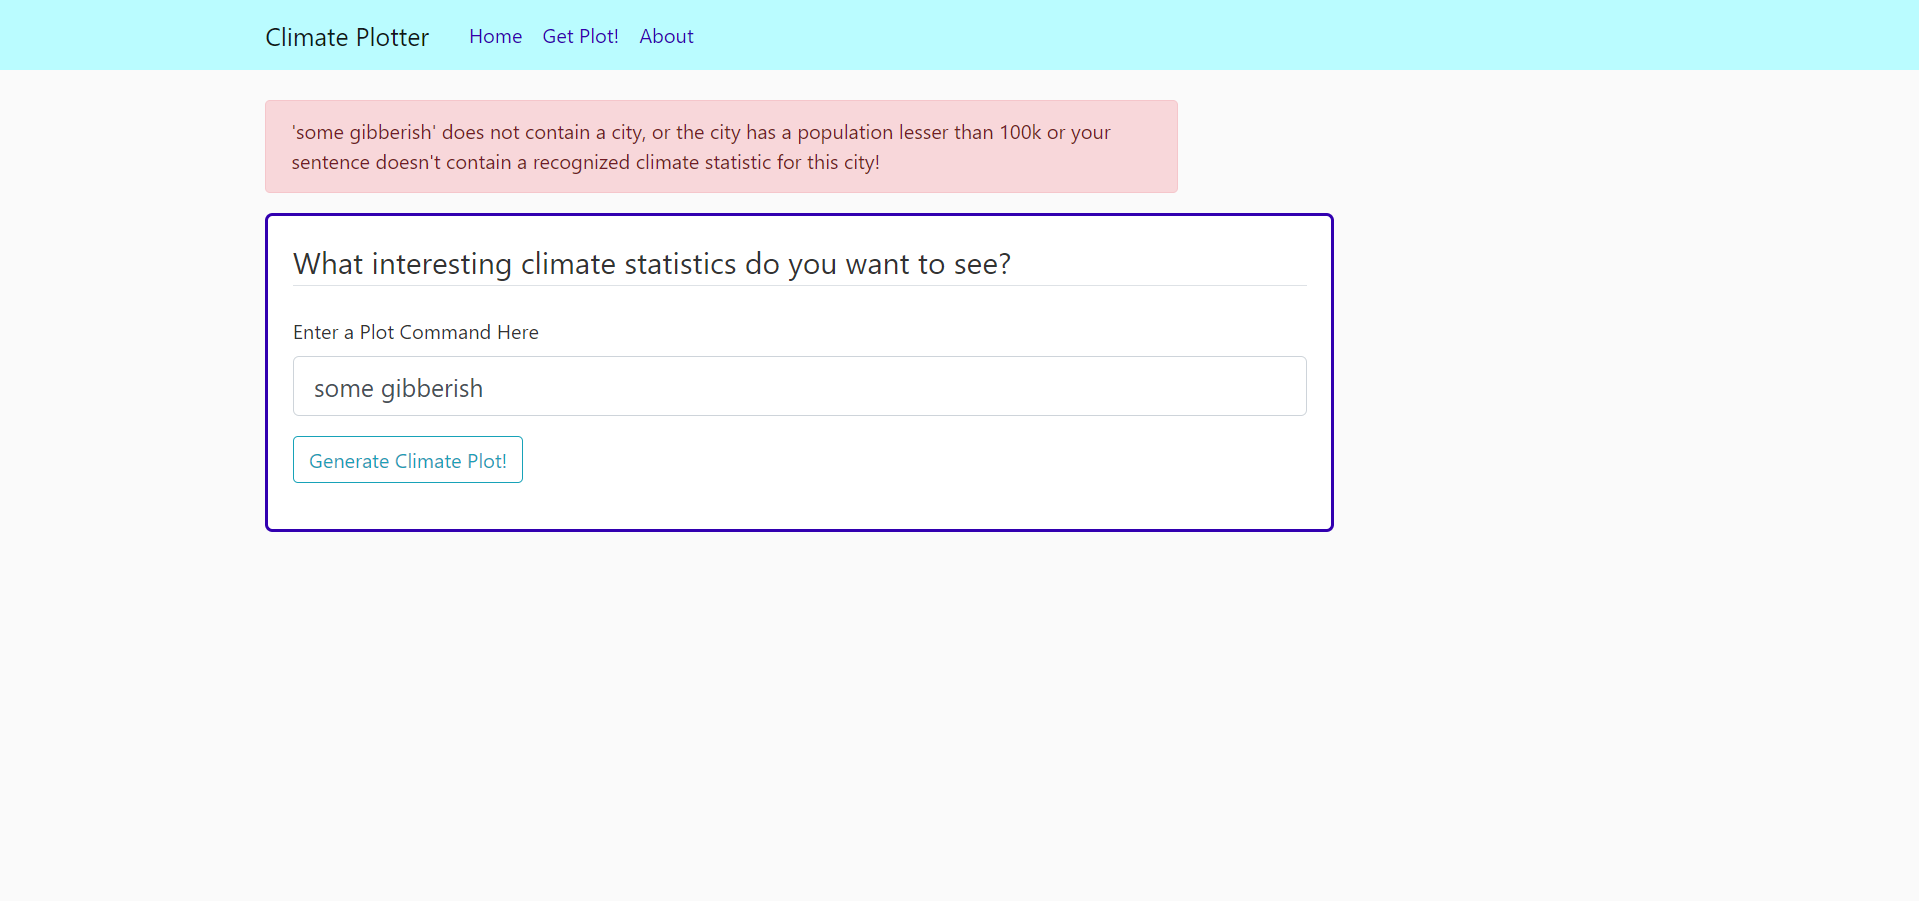 Climate Plotter Home Get Plot! About
'some gibberish' does not contain a city, or the city has a population lesser than 100k or your
sentence doesn't contain a recognized climate statistic for this city!
What interesting climate statistics do you want to see?
Enter a Plot Command Here
some gibberish
Generate Climate Plot!